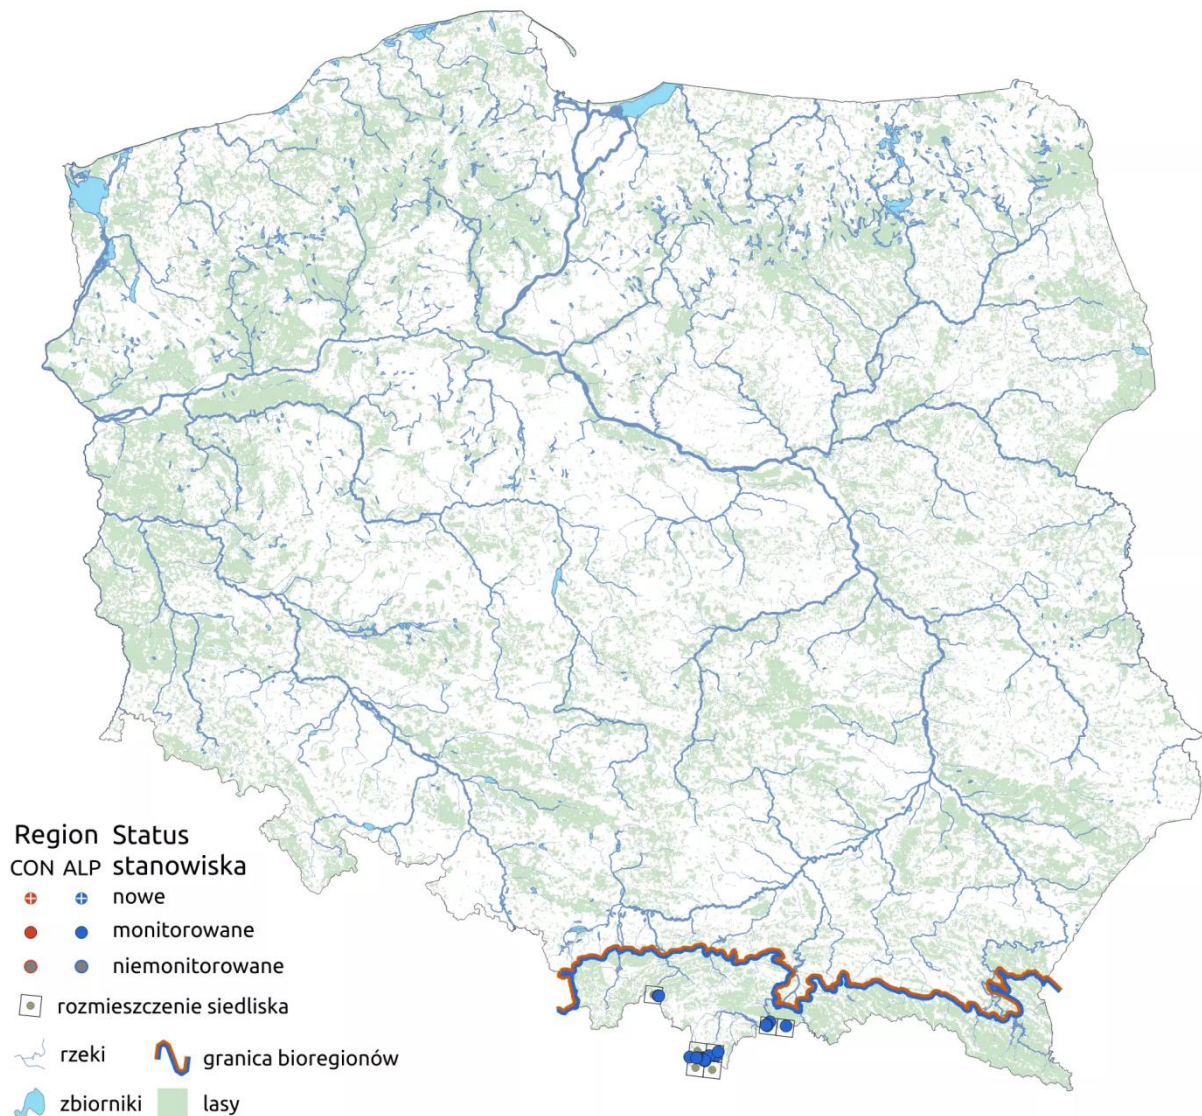 Region Status
CON ALP stanowiska
nowe
monitorowane
niemonitorowane
rozmieszczenie siedliska
rzeki granica bioregionów
zbiorniki lasy